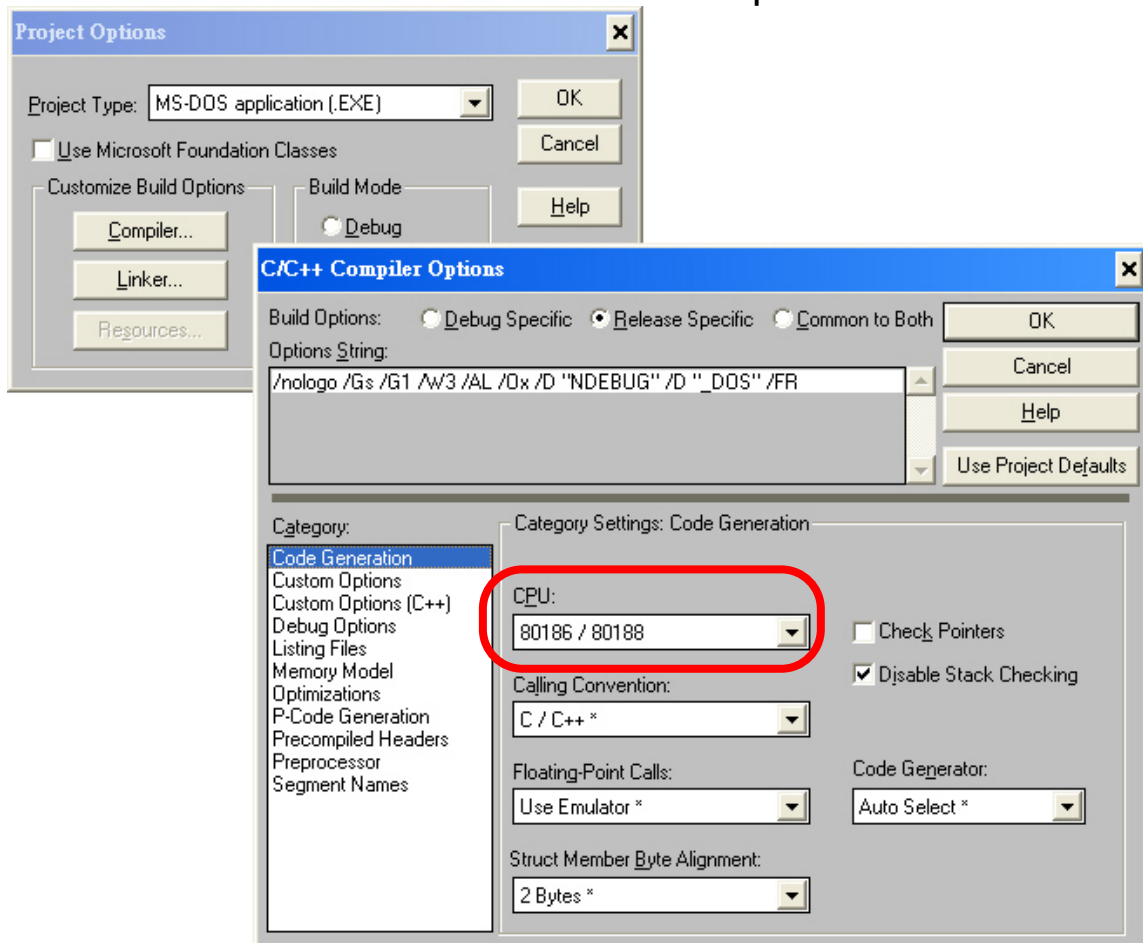 Project Options
Project Type: MS-DOS application (.EXE)
OK
Use Microsoft Foundation Classes
Cancel
Customize Build Options
Build Mode
Help
Compiler...
Debug
Linker...
Resources...
C/C++ Compiler Options
Build Options: Debug Specific Release Specific Common to Both
OK
Options String:
Cancel
/nologo /Gs /G1 /W3 /AL /Ox /D "NDEBUG" /D "_DOS" /FR
Help
Use Project Defaults
Category:
Code Generation
Custom Options
Custom Options (C++)
Debug Options
Listing Files
Memory Model
Optimizations
P-Code Generation
Precompiled Headers
Preprocessor
Segment Names
Category Settings: Code Generation
CPU:
80186 / 80188
Check Pointers
Disable Stack Checking
Calling Convention:
C / C++ *
Floating-Point Calls:
Code Generator:
Use Emulator *
Auto Select *
Struct Member Byte Alignment:
2 Bytes *